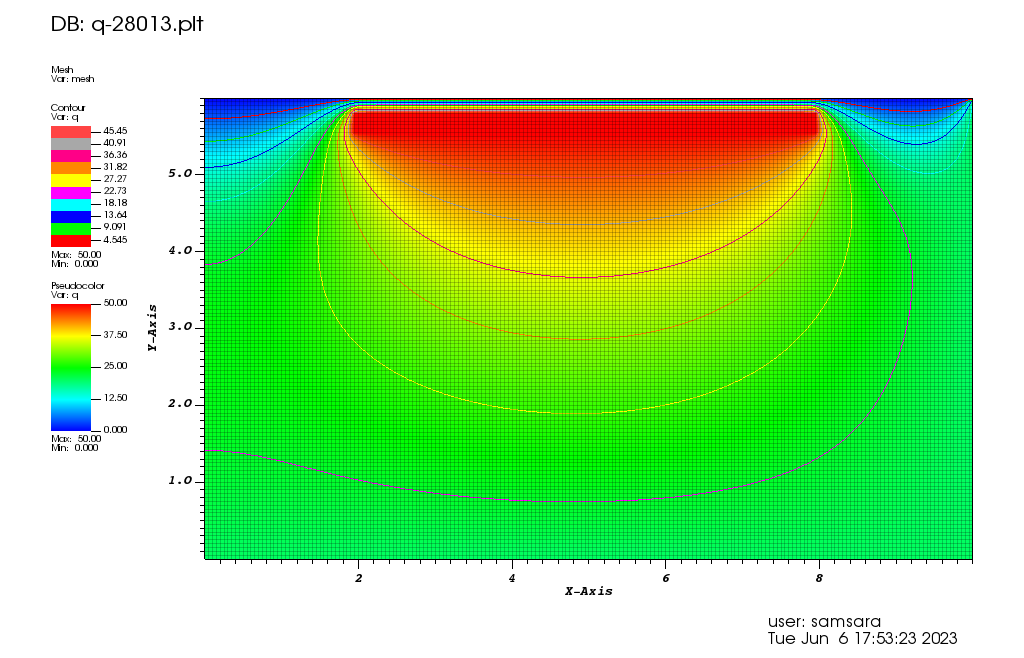 DB: q-28013.plt
Mesh
Var: mesh
Contour
Var: q
45.45
40.91
36.36
31.82
27.27
22.73
18.18
13.64
9.091
4.545
Max: 50.00
Min: 0.000
Pseudocolor
Var: q
50.00
37.50
25.00
12.50
0.000
Max: 50.00
Min: 0.000
5.0
4.0
3.0
2.0
1.0
Y-Axis
2 4 6 8
X-Axis
user: samsara
Tue Jun 6 17:53:23 2023